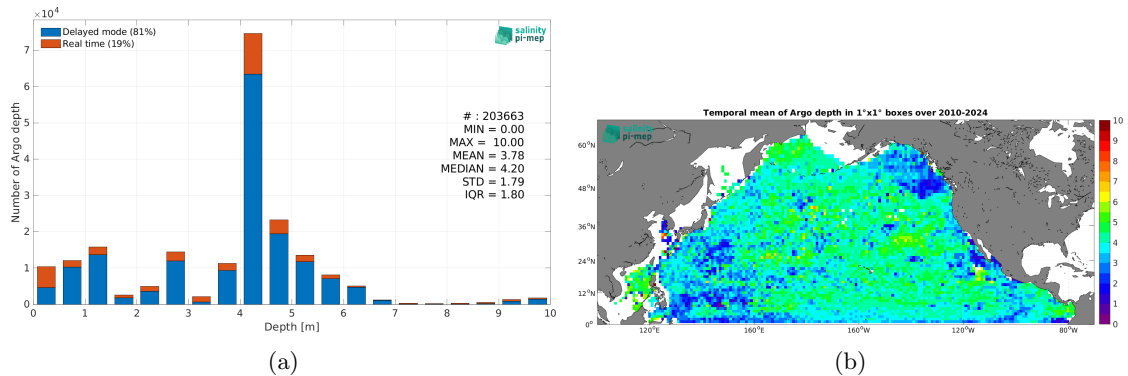 ×10⁴
Delayed mode (81%)
Real time (19%)
salinity
pi-mep
7
6
5
4
3
2
1
0
Number of Argo depth
# : 203663
MIN = 0.00
MAX = 10.00
MEAN = 3.78
MEDIAN = 4.20
STD = 1.79
IQR = 1.80
0 1 2 3 4 5 6 7 8 9 10
Depth [m]
(a)
Temporal mean of Argo depth in 1°x1° boxes over 2010-2024
salinity
pi-mep
60°N
48°N
36°N
24°N
12°N
0°
120°E 160°E 160°W 120°W 80°W
10
9
8
7
6
5
4
3
2
1
0
(b)